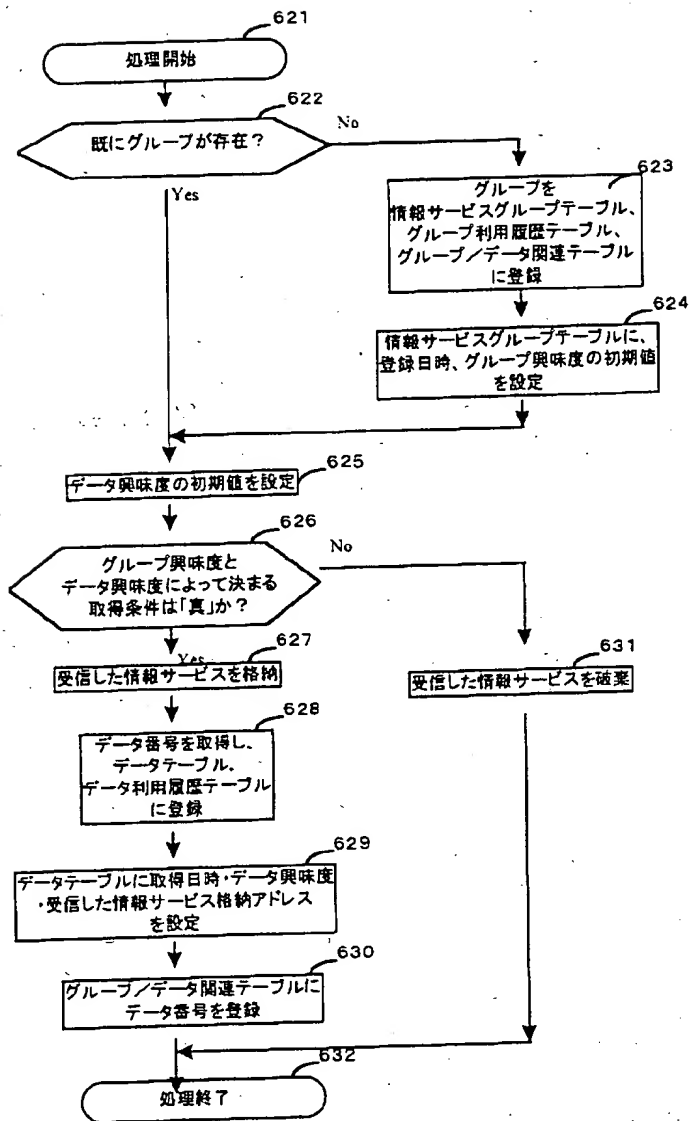 621
処理開始
622
既にグループが存在?
No
Yes
623
グループを
情報サービスグループテーブル、
グループ利用履歴テーブル、
グループ/データ関連テーブル
に登録
624
情報サービスグループテーブルに、
登録日時、グループ興味度の初期値
を設定
625
データ興味度の初期値を設定
626
グループ興味度と
データ興味度によって決まる
取得条件は「真」か?
No
Yes
627
受信した情報サービスを格納
631
受信した情報サービスを破棄
628
データ番号を取得し、
データテーブル、
データ利用履歴テーブル
に登録
629
データテーブルに取得日時・データ興味度
・受信した情報サービス格納アドレス
を設定
630
グループ/データ関連テーブルに
データ番号を登録
632
処理終了